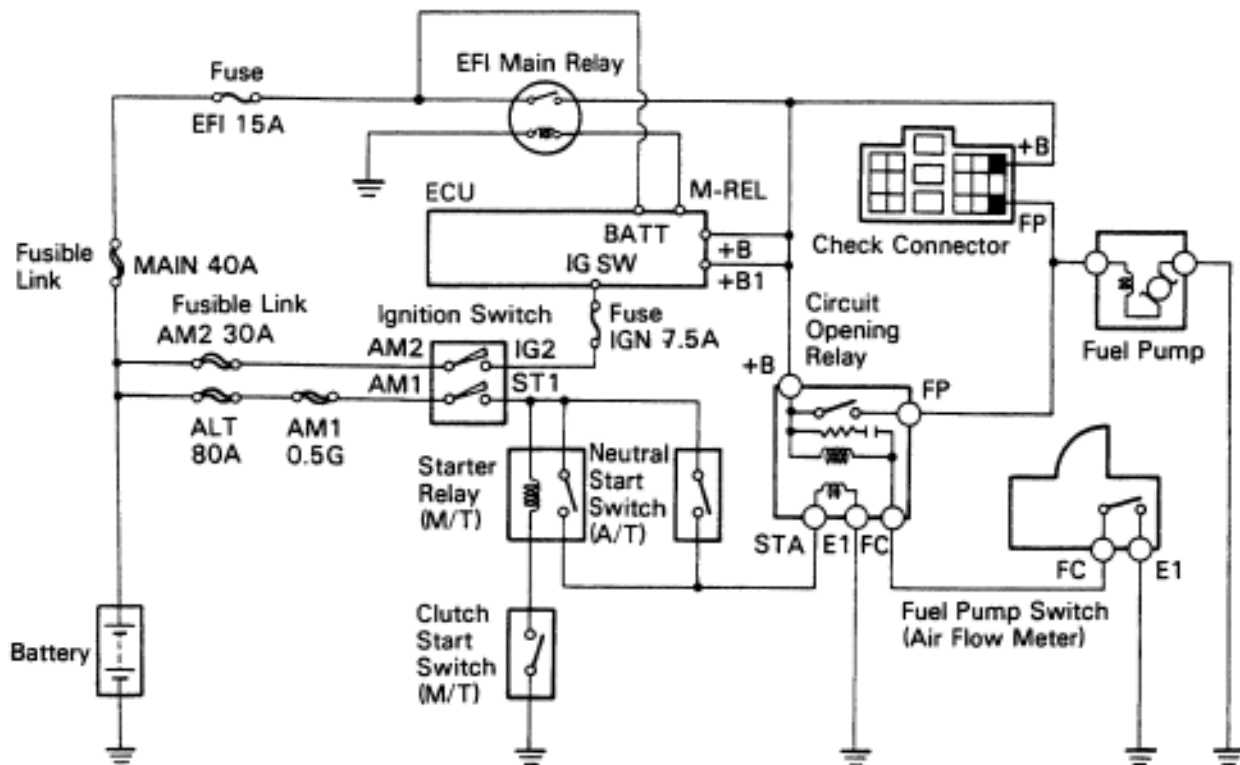 Fuse
EFI 15A
EFI Main Relay
+B
FP
Check Connector
ECU
M-REL
BATT
+B
IG SW
+B1
Fusible
Link
MAIN 40A
Fusible Link
AM2 30A
Ignition Switch
AM2
IG2
AM1
ST1
Fuse
IGN 7.5A
Circuit
Opening
Relay
+B
FP
Fuel Pump
ALT
80A
AM1
0.5G
Starter
Relay
(M/T)
Neutral
Start
Switch
(A/T)
STA
E1
FC
FC
E1
Fuel Pump Switch
(Air Flow Meter)
Clutch
Start
Switch
(M/T)
Battery